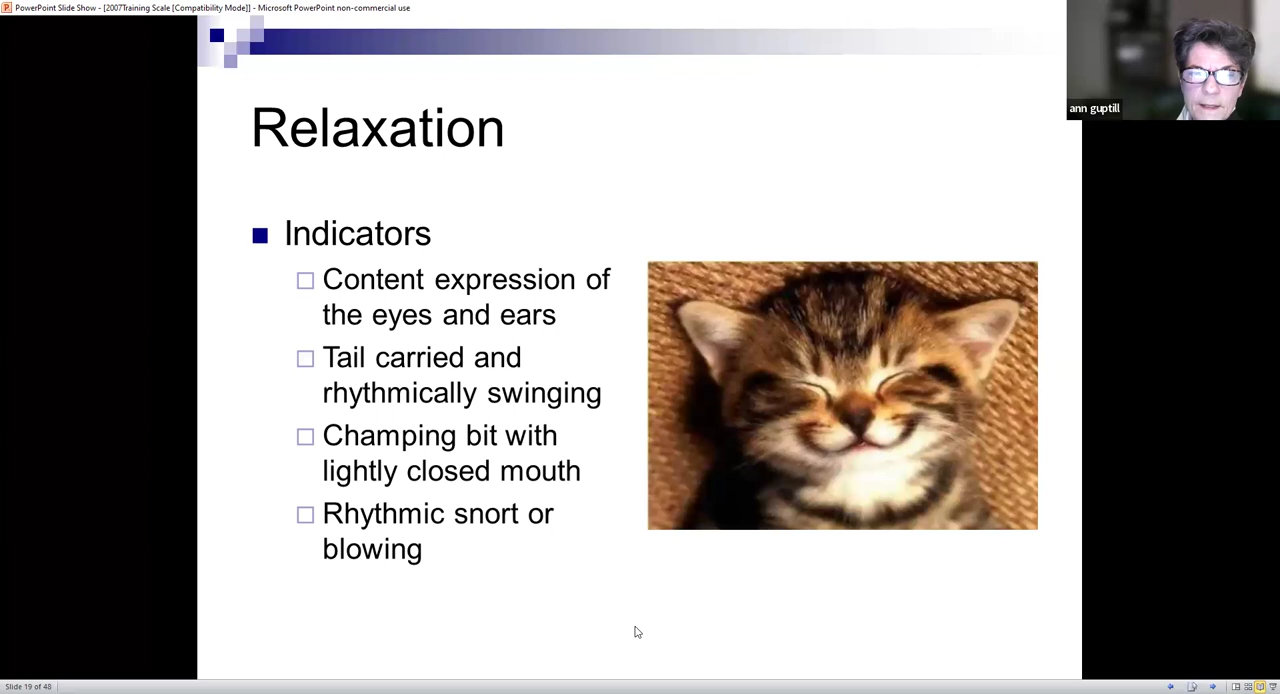 PowerPoint Slide Show - [2007Training Scale [Compatibility Mode]] - Microsoft PowerPoint non-commercial use
ann guptill
Relaxation
Indicators
Content expression of
the eyes and ears
Tail carried and
rhythmically swinging
Champing bit with
lightly closed mouth
Rhythmic snort or
blowing
Slide 19 of 48